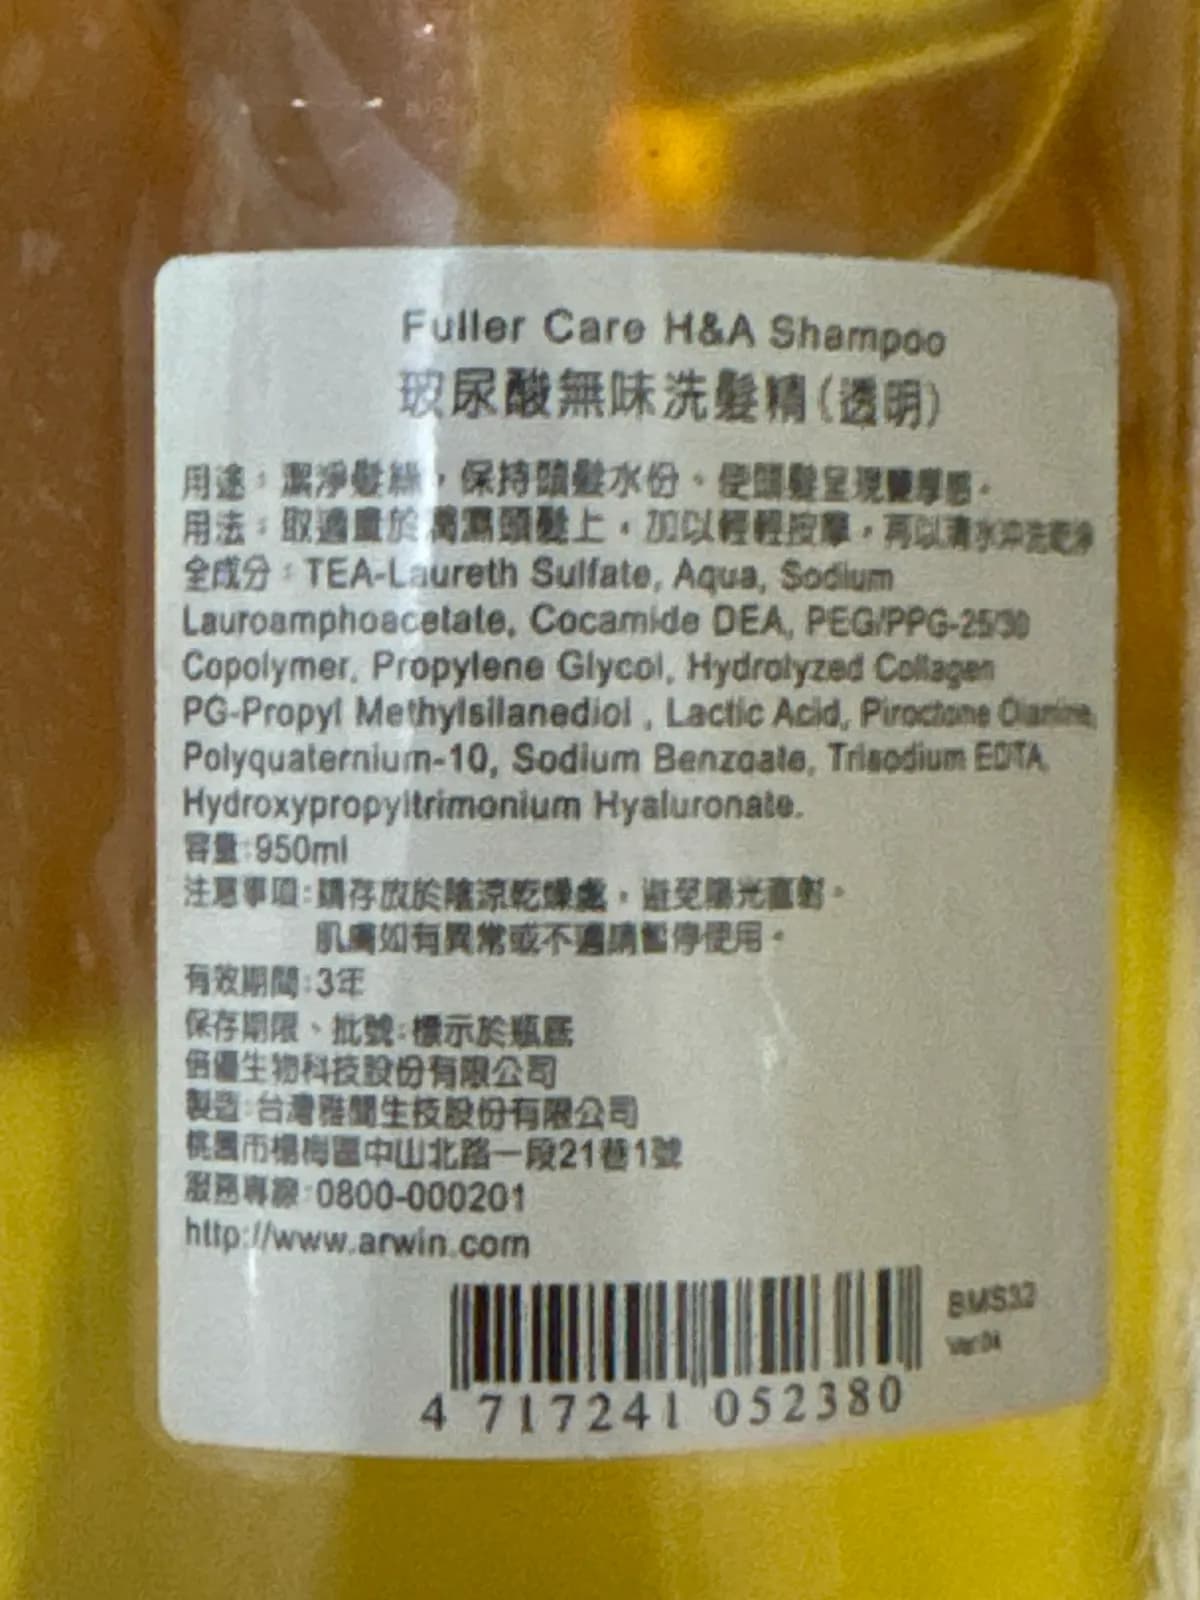 Fuller Care H&A Shampoo
玻尿酸無味洗髮精(透明)
用途：潔淨髮絲，保持頭髮水份。使頭髮呈現豐厚感。
用法：取適量於潤濕頭髮上，加以輕輕按摩，再以清水沖洗乾淨
全成分：TEA-Laureth Sulfate, Aqua, Sodium
Lauroamphoacetate, Cocamide DEA, PEG/PPG-25/30
Copolymer, Propylene Glycol, Hydrolyzed Collagen
PG-Propyl Methylsilanediol , Lactic Acid, Piroctone Olamine,
Polyquaternium-10, Sodium Benzoate, Trisodium EDTA,
Hydroxypropyltrimonium Hyaluronate.
容量:950ml
注意事項:請存放於陰涼乾燥處，避受陽光直射。
肌膚如有異常或不適請暫停使用。
有效期間:3年
保存期限、批號:標示於瓶底
倍優生物科技股份有限公司
製造:台灣雅聞生技股份有限公司
桃園市楊梅區中山北路一段21巷1號
服務專線:0800-000201
http://www.arwin.com
BMS32
Ver:04
4 717241 052380